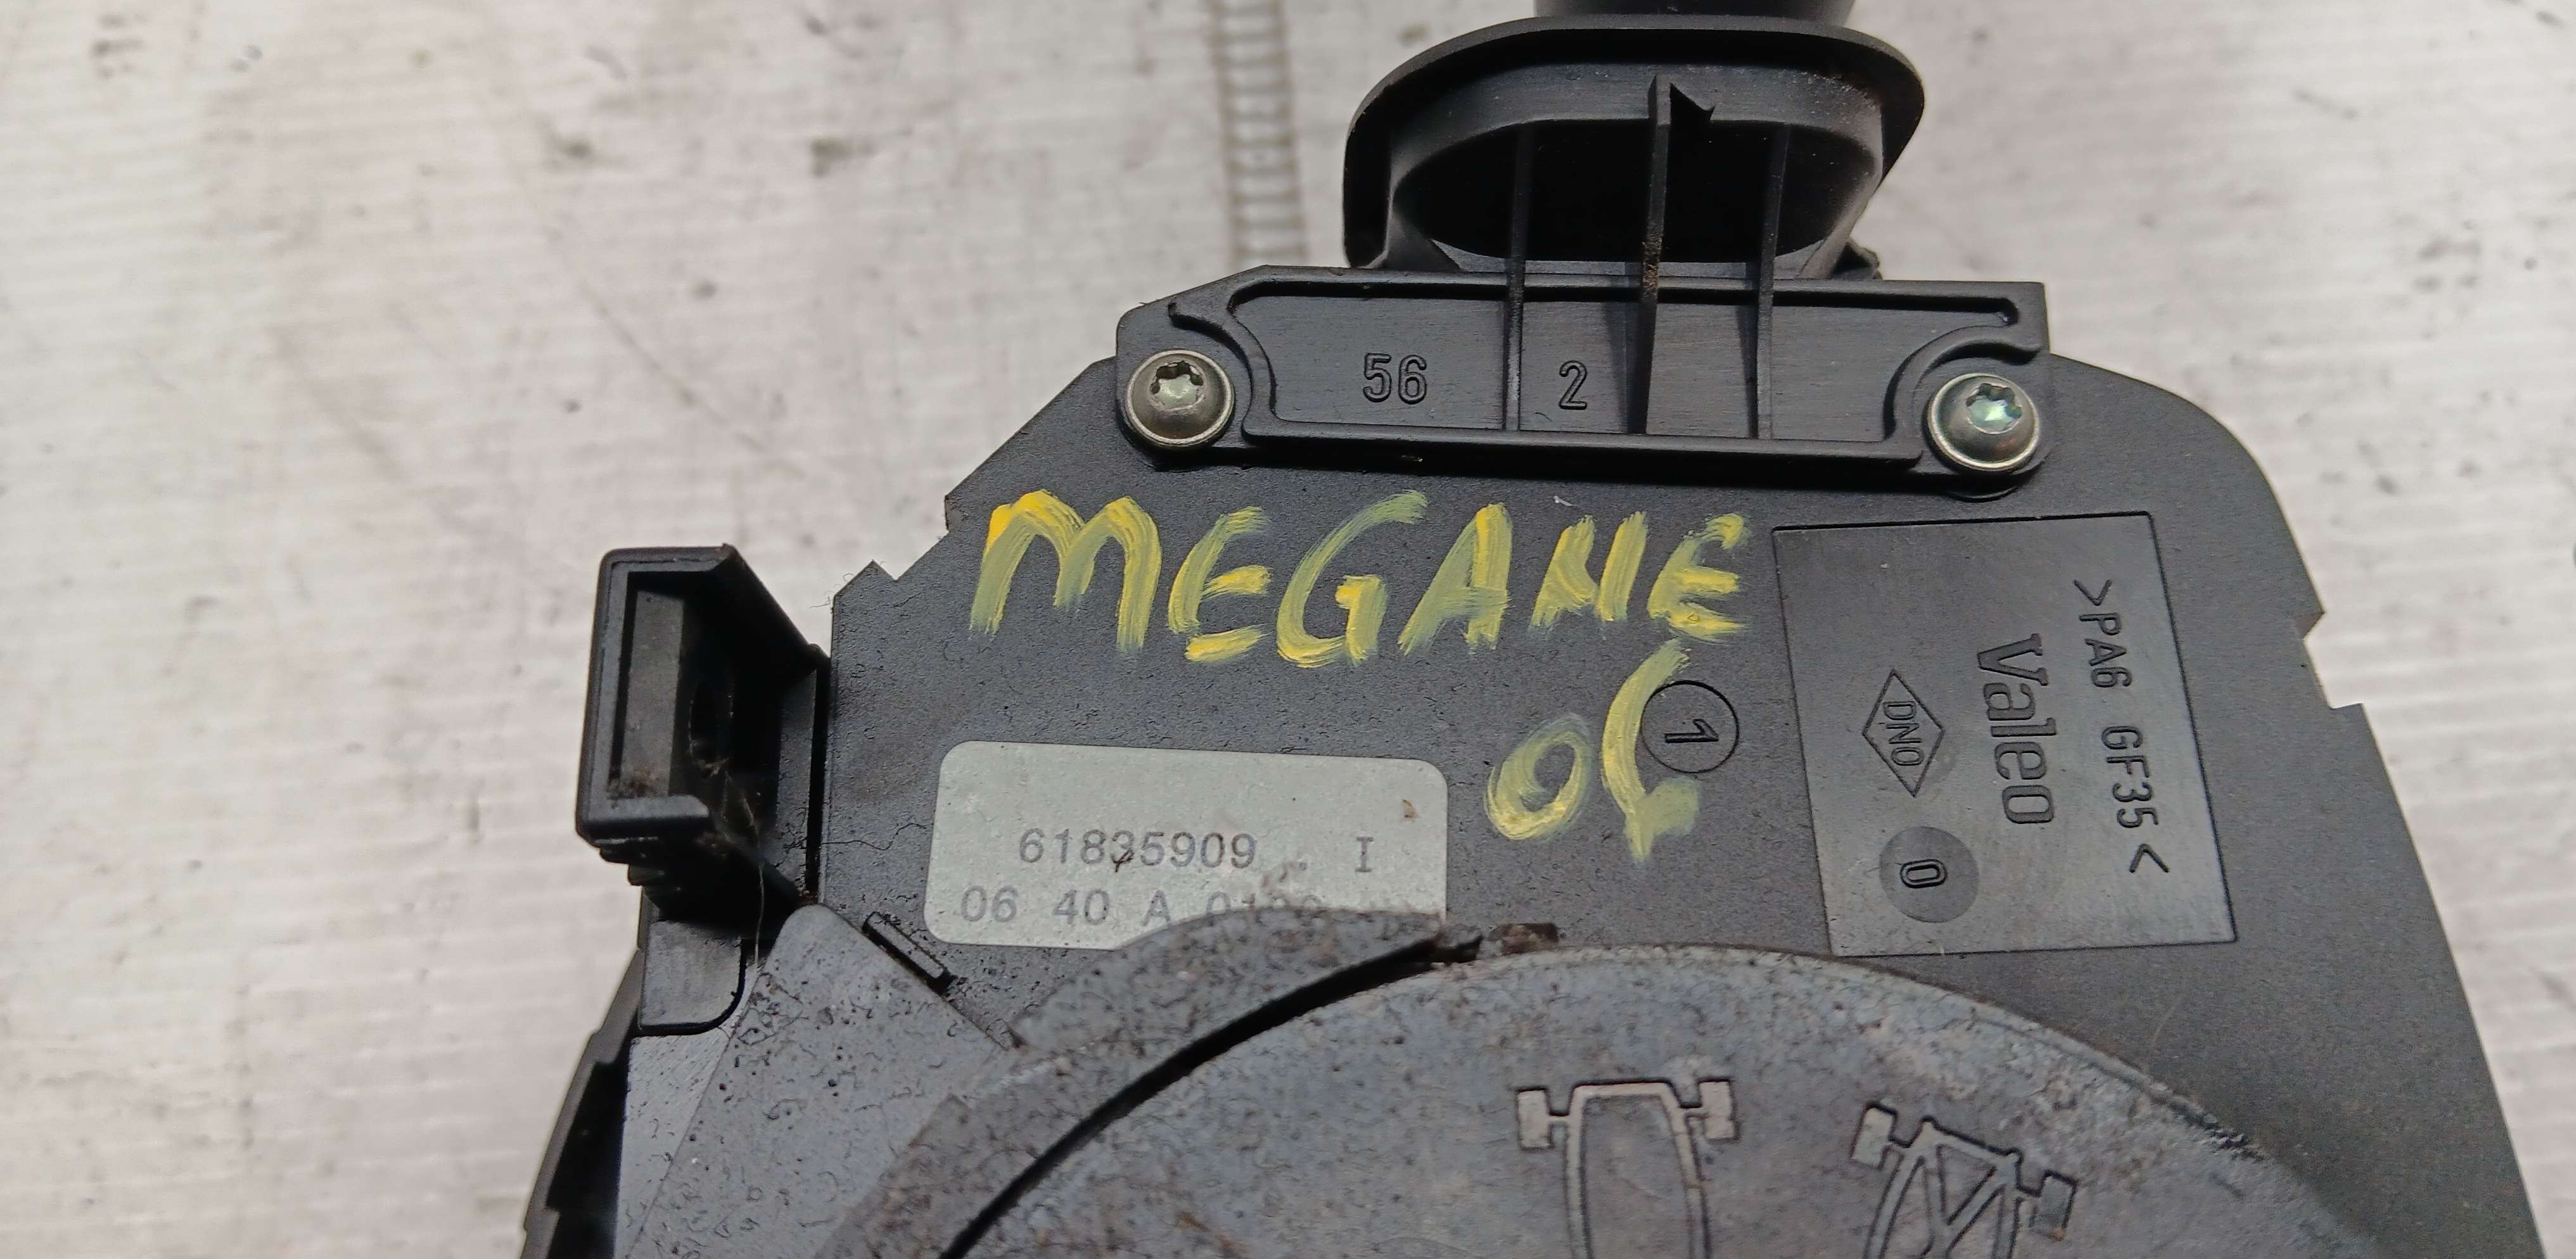 56 2
MEGANE
06
1
>PA6 GF35<
Valeo
DNO
0
61835909 . I
06 40 A